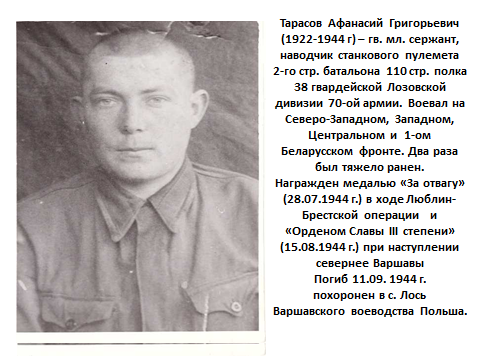 Тарасов Афанасий Григорьевич
(1922-1944 г) – гв. мл. сержант,
наводчик станкового пулемета
2-го стр. батальона 110 стр. полка
38 гвардейской Лозовской
дивизии 70-ой армии. Воевал на
Северо-Западном, Западном,
Центральном и 1-ом
Беларусском фронте. Два раза
был тяжело ранен.
Награжден медалью «За отвагу»
(28.07.1944 г.) в ходе Люблин-
Брестской операции и
«Орденом Славы III степени»
(15.08.1944 г.) при наступлении
севернее Варшавы
Погиб 11.09. 1944 г.
похоронен в с. Лось
Варшавского воеводства Польша.